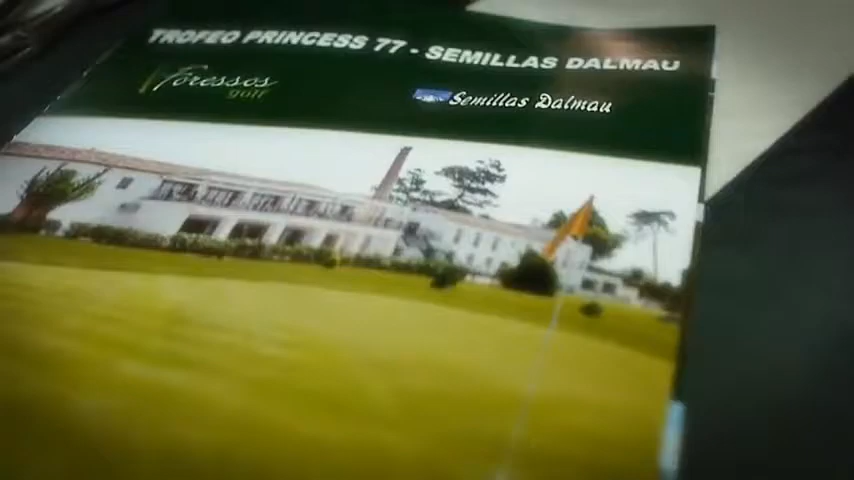 TROFEO PRINCESS 77 - SEMILLAS DALMAU
Foressos
golf
Semillas Dalmau